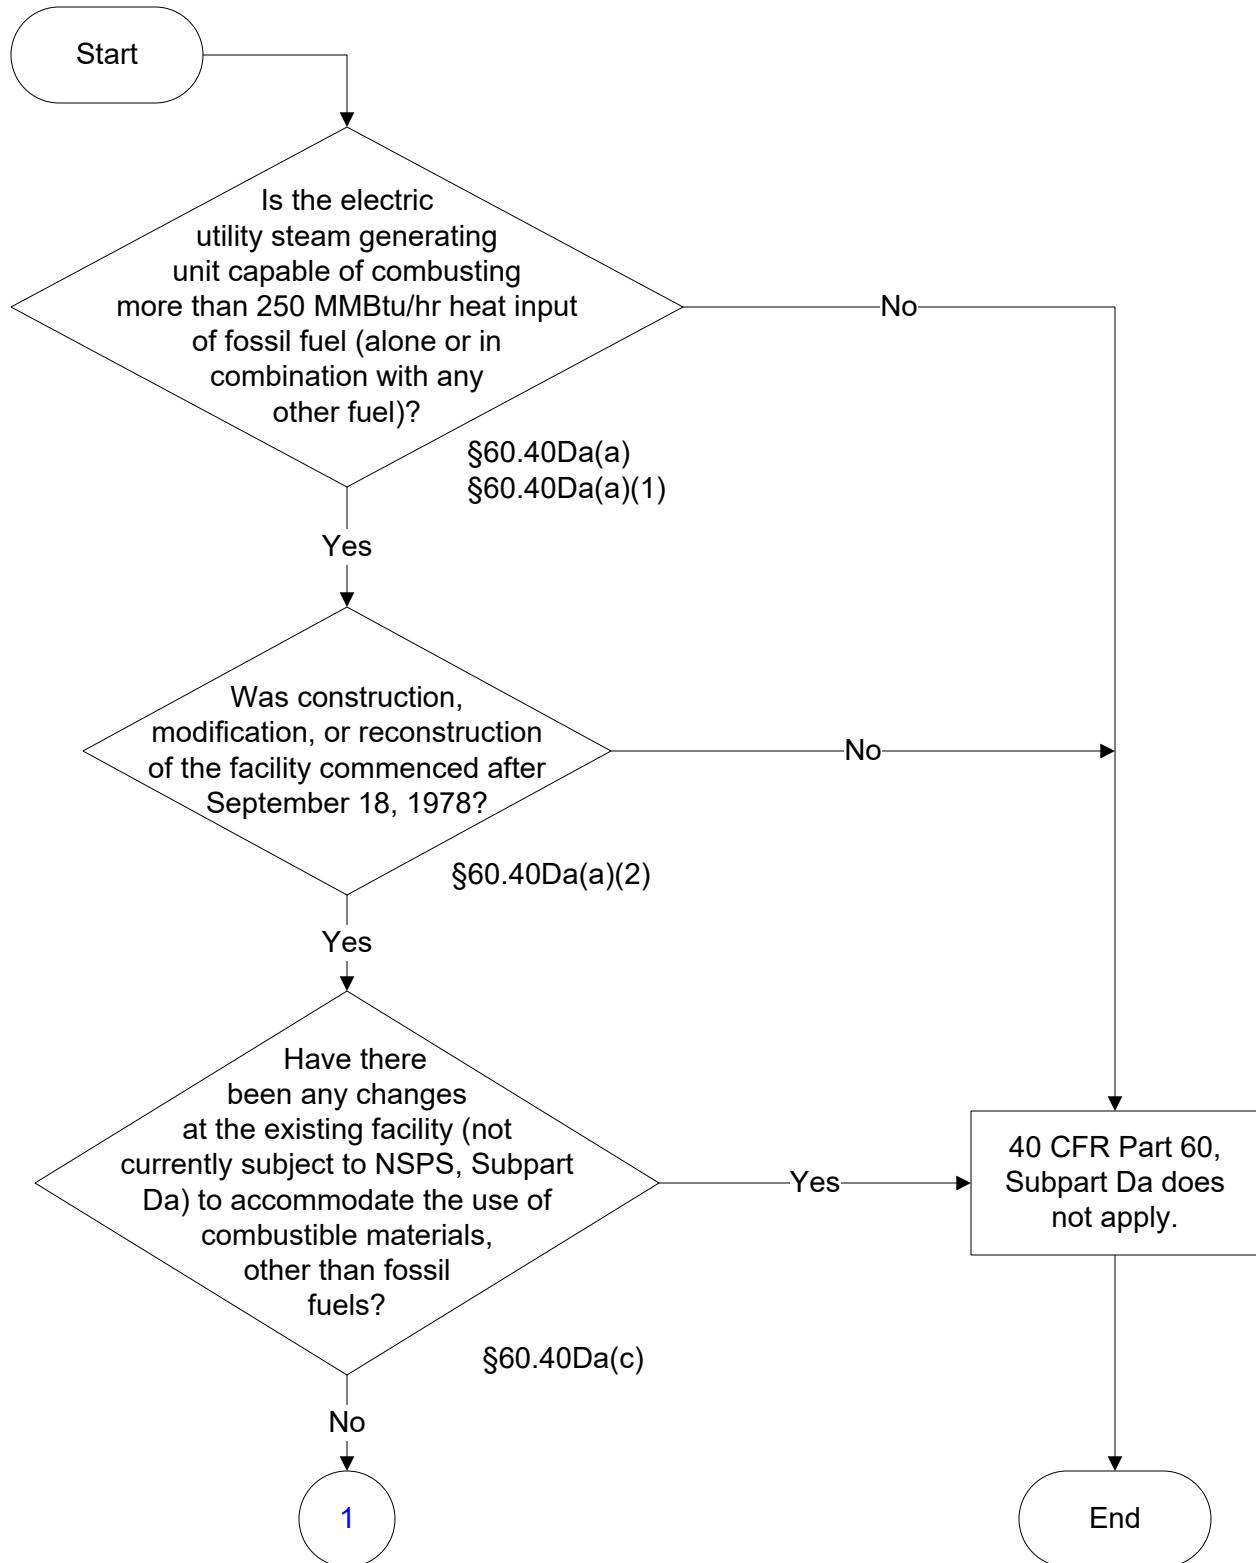 Start
Is the electric
utility steam generating
unit capable of combusting
more than 250 MMBtu/hr heat input
of fossil fuel (alone or in
combination with any
other fuel)?
No
§60.40Da(a)
§60.40Da(a)(1)
Yes
Was construction,
modification, or reconstruction
of the facility commenced after
September 18, 1978?
No
§60.40Da(a)(2)
Yes
Have there
been any changes
at the existing facility (not
currently subject to NSPS, Subpart
Da) to accommodate the use of
combustible materials,
other than fossil
fuels?
Yes
40 CFR Part 60,
Subpart Da does
not apply.
§60.40Da(c)
No
1
End